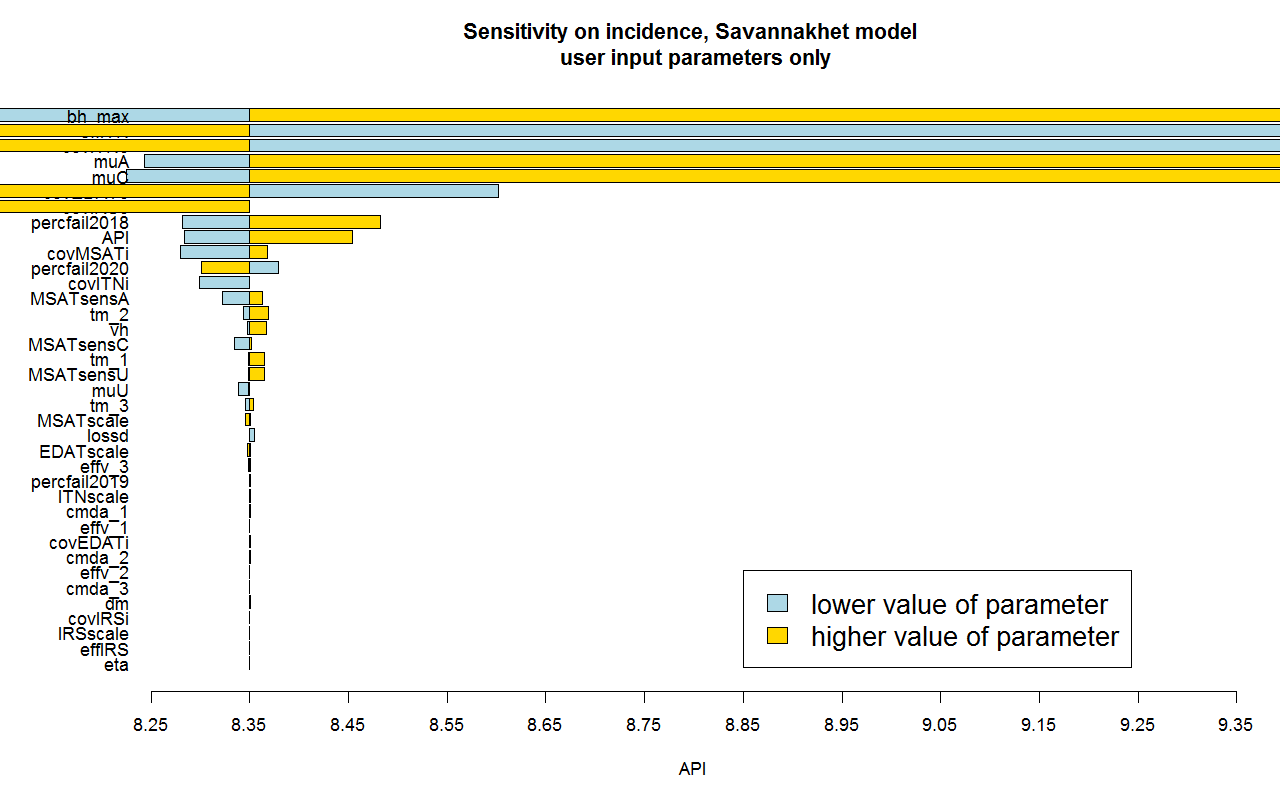 Sensitivity on incidence, Savannakhet model
user input parameters only
bh_max
muA
muC
percfail2018
API
covMSATi
percfail2020
covITNi
MSATsensA
tm_2
vh
MSATsensC
tm_1
MSATsensU
muU
tm_3
MSATscale
lossd
EDATscale
effv_3
percfail2019
ITNscale
cmda_1
effv_1
covEDATi
cmda_2
effv_2
cmda_3
dm
covIRSi
IRSscale
effIRS
eta
lower value of parameter
higher value of parameter
8.25 8.35 8.45 8.55 8.65 8.75 8.85 8.95 9.05 9.15 9.25 9.35
API